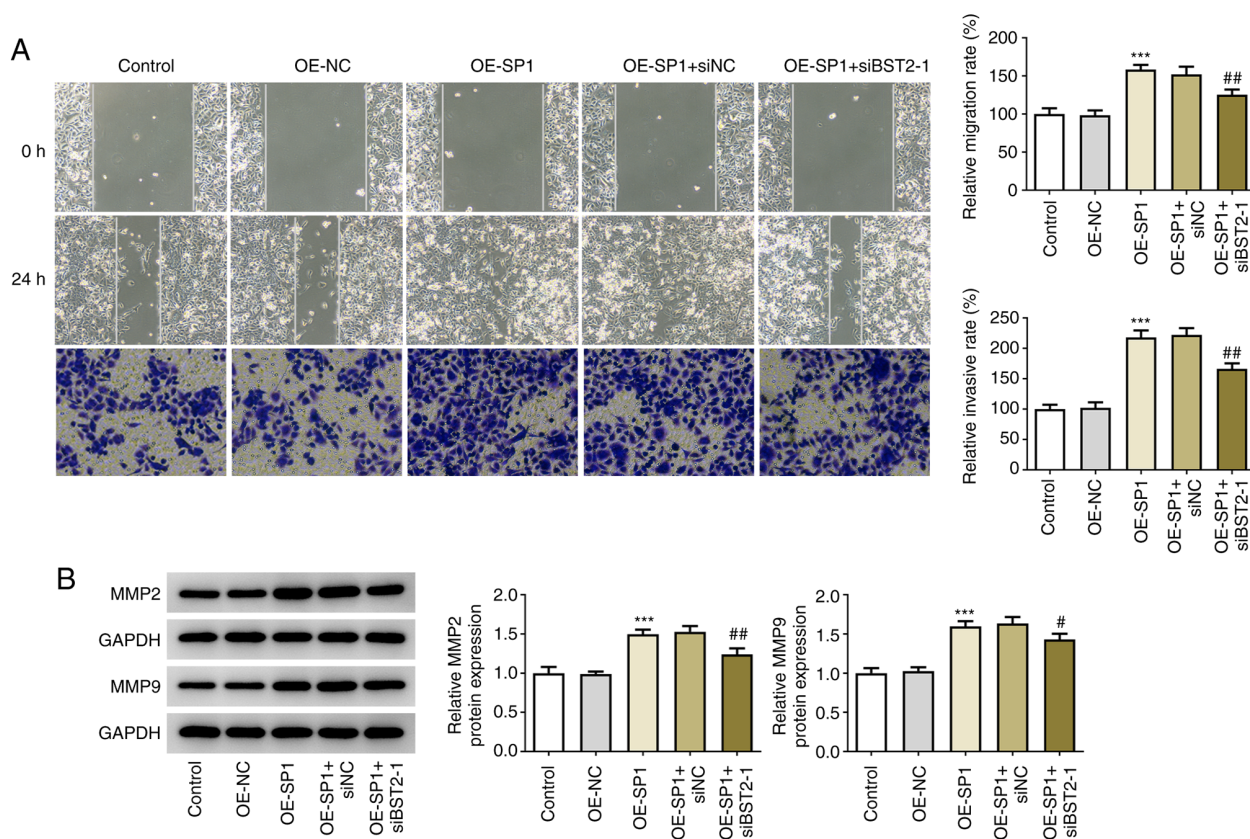 A
Control
OE-NC
OE-SP1
OE-SP1+siNC
OE-SP1+siBST2-1
0 h
24 h
Relative migration rate (%)
200
150
100
50
0
***
##
Control
OE-NC
OE-SP1
OE-SP1+
siNC
OE-SP1+
siBST2-1
Relative invasive rate (%)
250
200
150
100
50
0
***
##
Control
OE-NC
OE-SP1
OE-SP1+
siNC
OE-SP1+
siBST2-1
B
MMP2
GAPDH
MMP9
GAPDH
Control
OE-NC
OE-SP1
OE-SP1+
siNC
OE-SP1+
siBST2-1
Relative MMP2
protein expression
2.0
1.5
1.0
0.5
0.0
***
##
Control
OE-NC
OE-SP1
OE-SP1+
siNC
OE-SP1+
siBST2-1
Relative MMP9
protein expression
2.0
1.5
1.0
0.5
0.0
***
#
Control
OE-NC
OE-SP1
OE-SP1+
siNC
OE-SP1+
siBST2-1